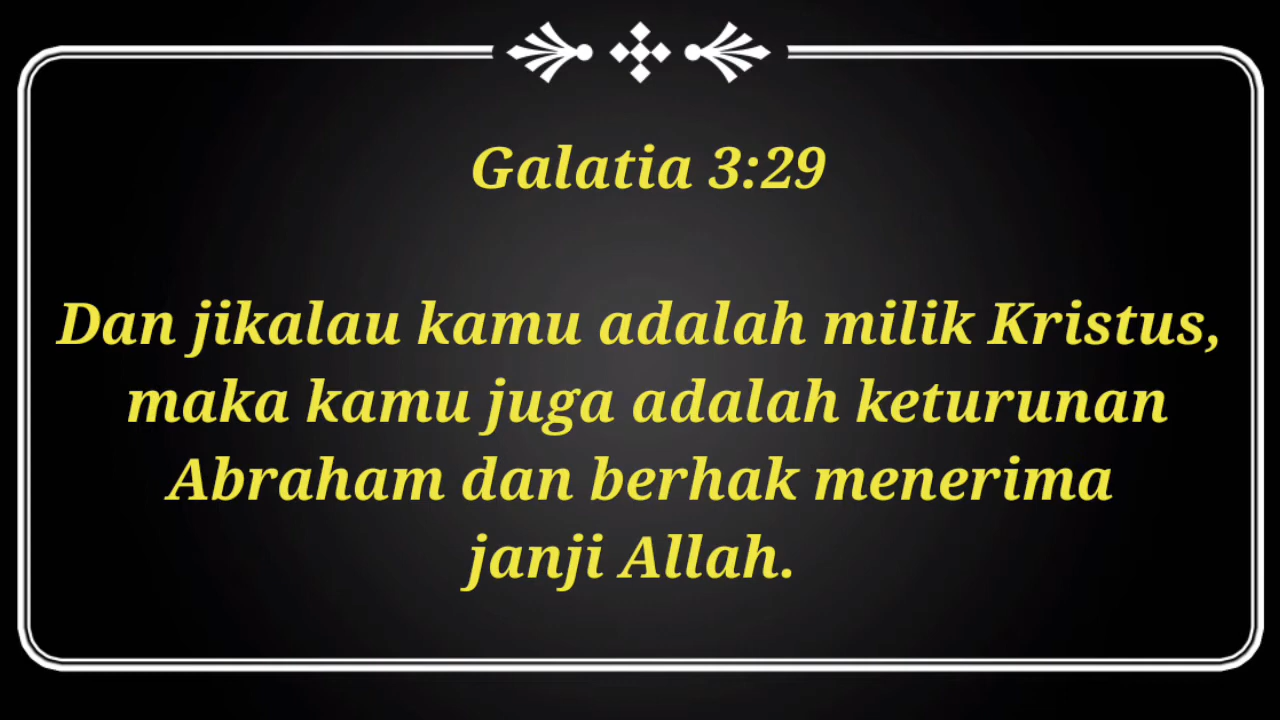 Galatia 3:29
Dan jikalau kamu adalah milik Kristus,
maka kamu juga adalah keturunan
Abraham dan berhak menerima
janji Allah.